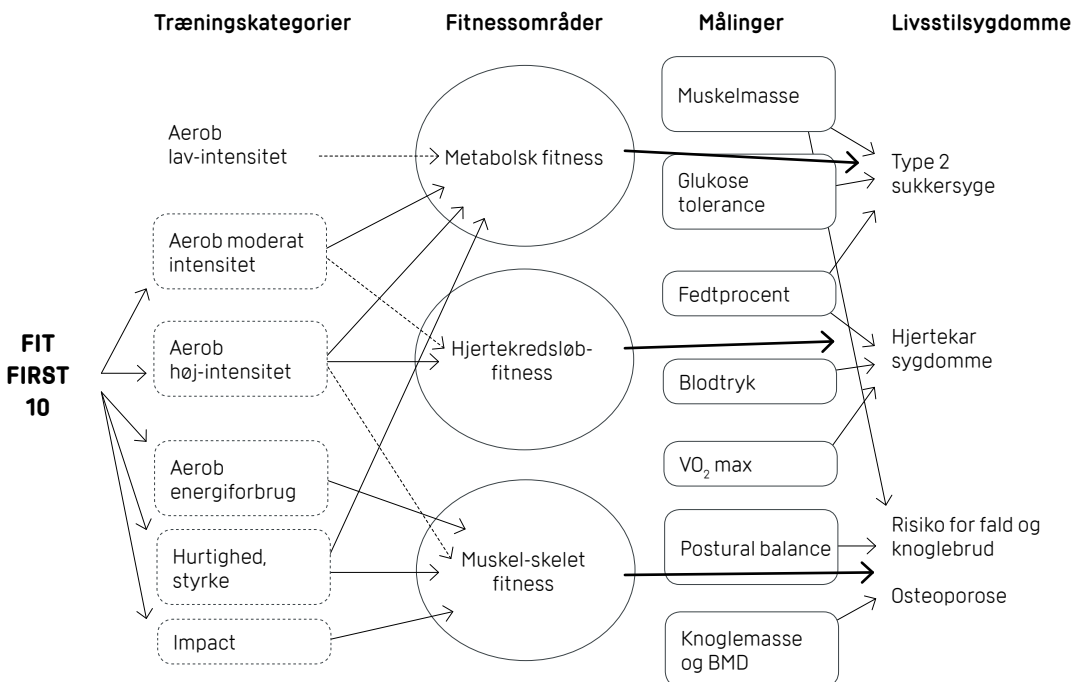 Træningskategorier
Fitnessområder
Målinger
Livsstilsygdomme
FIT
FIRST
10
Aerob
lav-intensitet
Aerob moderat
intensitet
Aerob
høj-intensitet
Aerob
energiforbrug
Hurtighed,
styrke
Impact
Metabolsk fitness
Hjertekredsløb-
fitness
Muskel-skelet
fitness
Muskelmasse
Glukose
tolerance
Fedtprocent
Blodtryk
VO₂ max
Postural balance
Knoglemasse
og BMD
Type 2
sukkersyge
Hjertekar
sygdomme
Risiko for fald og
knoglebrud
Osteoporose